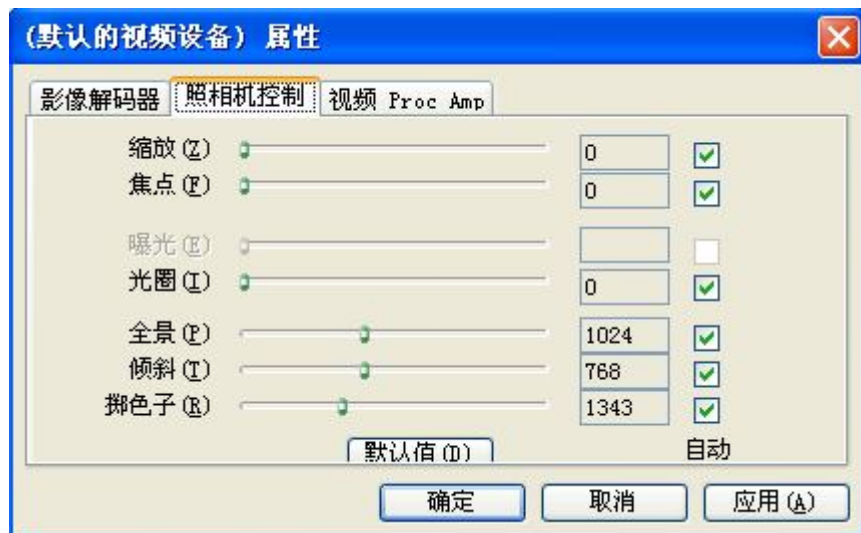 (默认的视频设备) 属性
影像解码器 照相机控制 视频 Proc Amp
缩放(Z) 0
焦点(F) 0
曝光(E)
光圈(I) 0
全景(P) 1024
倾斜(T) 768
掷色子(R) 1343
默认值(D) 自动
确定 取消 应用(A)